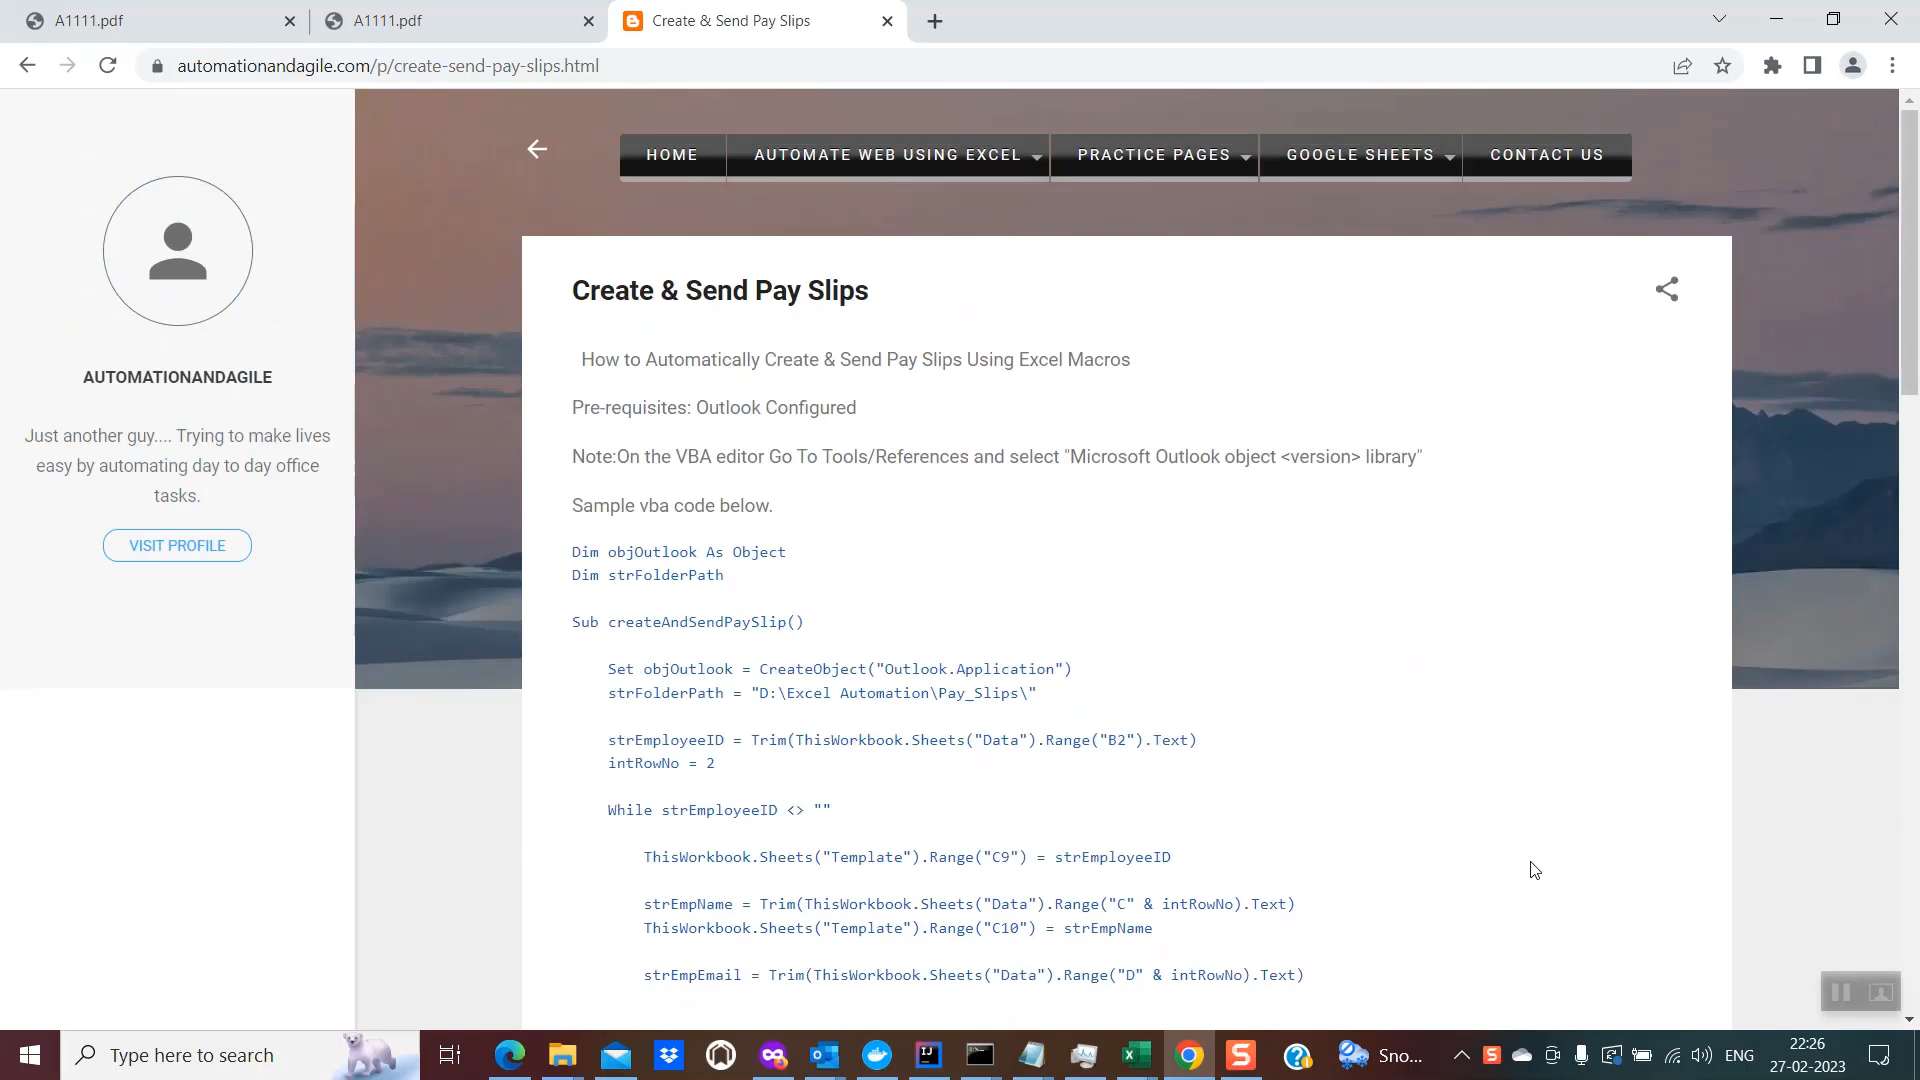 A1111.pdf
A1111.pdf
Create & Send Pay Slips
automationandagile.com/p/create-send-pay-slips.html
HOME
AUTOMATE WEB USING EXCEL
PRACTICE PAGES
GOOGLE SHEETS
CONTACT US
AUTOMATIONANDAGILE
Just another guy.... Trying to make lives
easy by automating day to day office
tasks.
VISIT PROFILE
Create & Send Pay Slips
How to Automatically Create & Send Pay Slips Using Excel Macros
Pre-requisites: Outlook Configured
Note:On the VBA editor Go To Tools/References and select "Microsoft Outlook object <version> library"
Sample vba code below.
Dim objOutlook As Object
Dim strFolderPath
Sub createAndSendPaySlip()
Set objOutlook = CreateObject("Outlook.Application")
strFolderPath = "D:\Excel Automation\Pay_Slips\"
strEmployeeID = Trim(ThisWorkbook.Sheets("Data").Range("B2").Text)
intRowNo = 2
While strEmployeeID <> ""
ThisWorkbook.Sheets("Template").Range("C9") = strEmployeeID
strEmpName = Trim(ThisWorkbook.Sheets("Data").Range("C" & intRowNo).Text)
ThisWorkbook.Sheets("Template").Range("C10") = strEmpName
strEmpEmail = Trim(ThisWorkbook.Sheets("Data").Range("D" & intRowNo).Text)
Type here to search
Sno...
ENG
22:26
27-02-2023